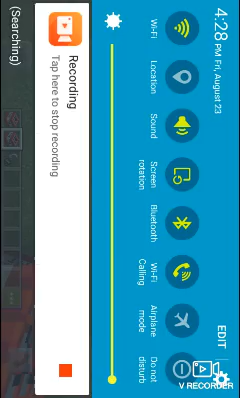 4:28 PM Fri, August 23
EDIT
Wi-Fi
Location
Sound
Screen
rotation
Bluetooth
Wi-Fi
Calling
Airplane
mode
Do not
disturb
V RECORDER
Recording
Tap here to stop recording
(Searching)